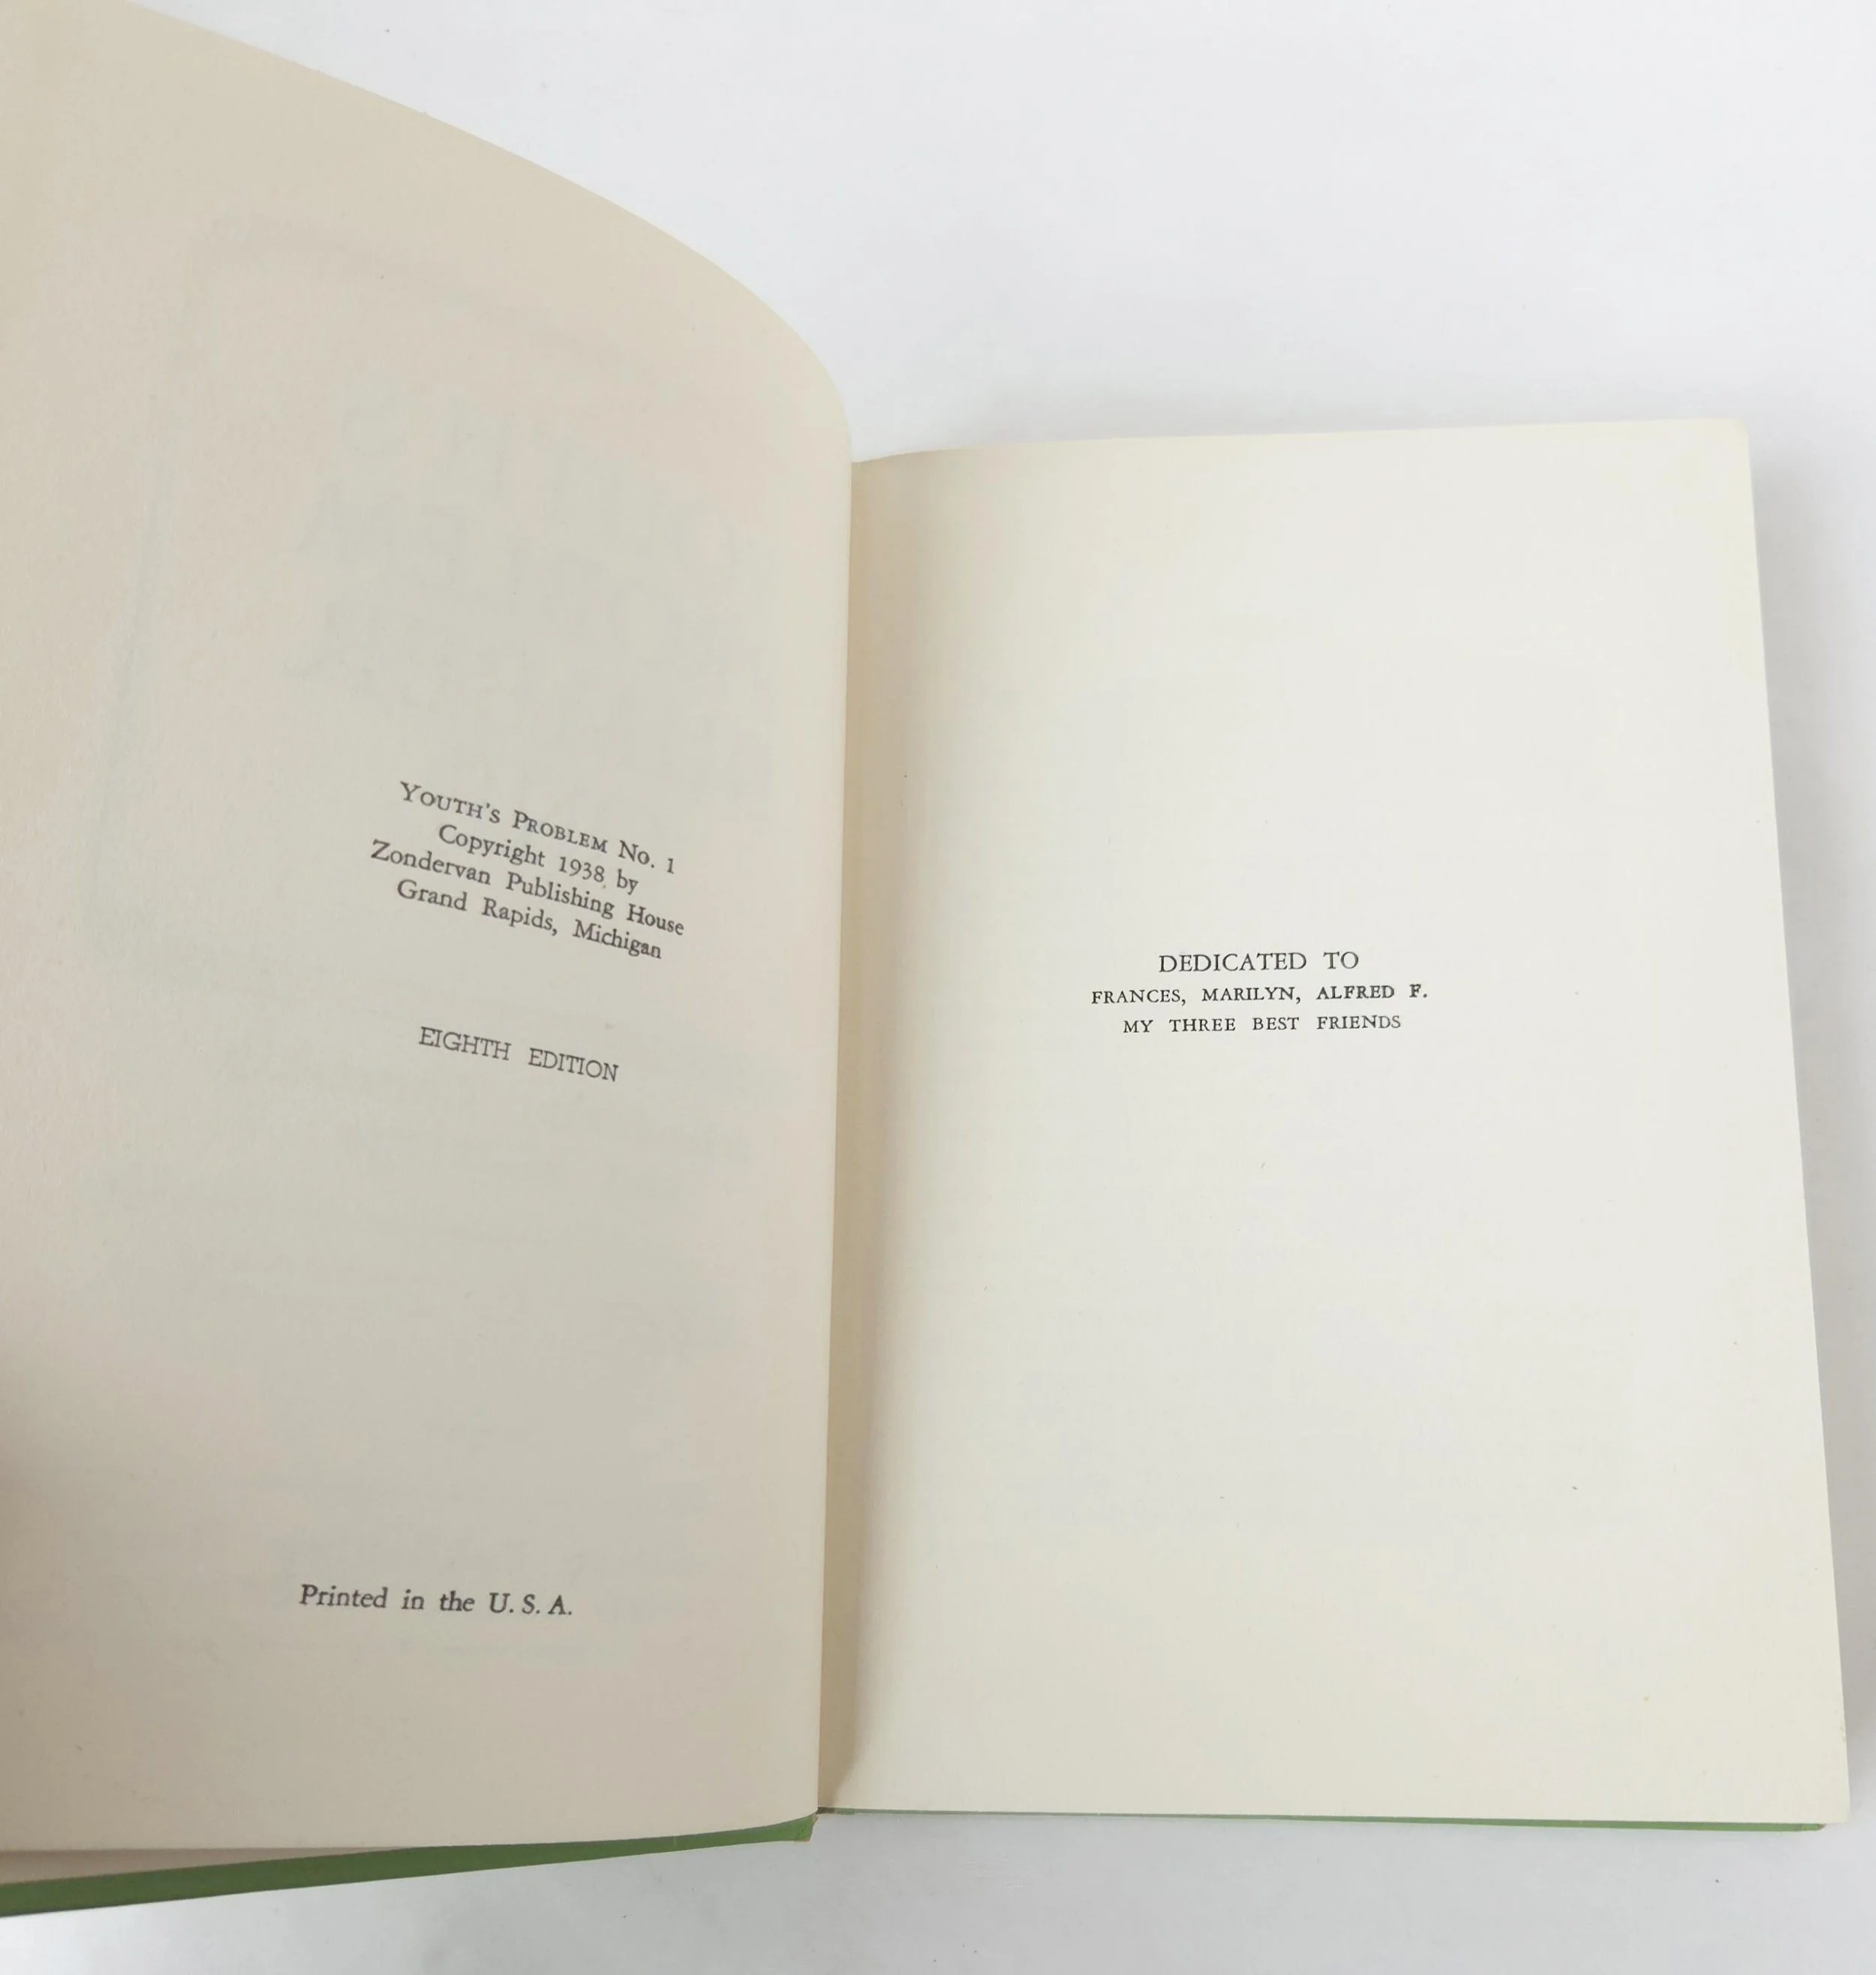 YOUTH'S PROBLEM NO. 1
Copyright 1938 by
Zondervan Publishing House
Grand Rapids, Michigan
EIGHTH EDITION
Printed in the U. S. A.
DEDICATED TO
FRANCES, MARILYN, ALFRED F.
MY THREE BEST FRIENDS